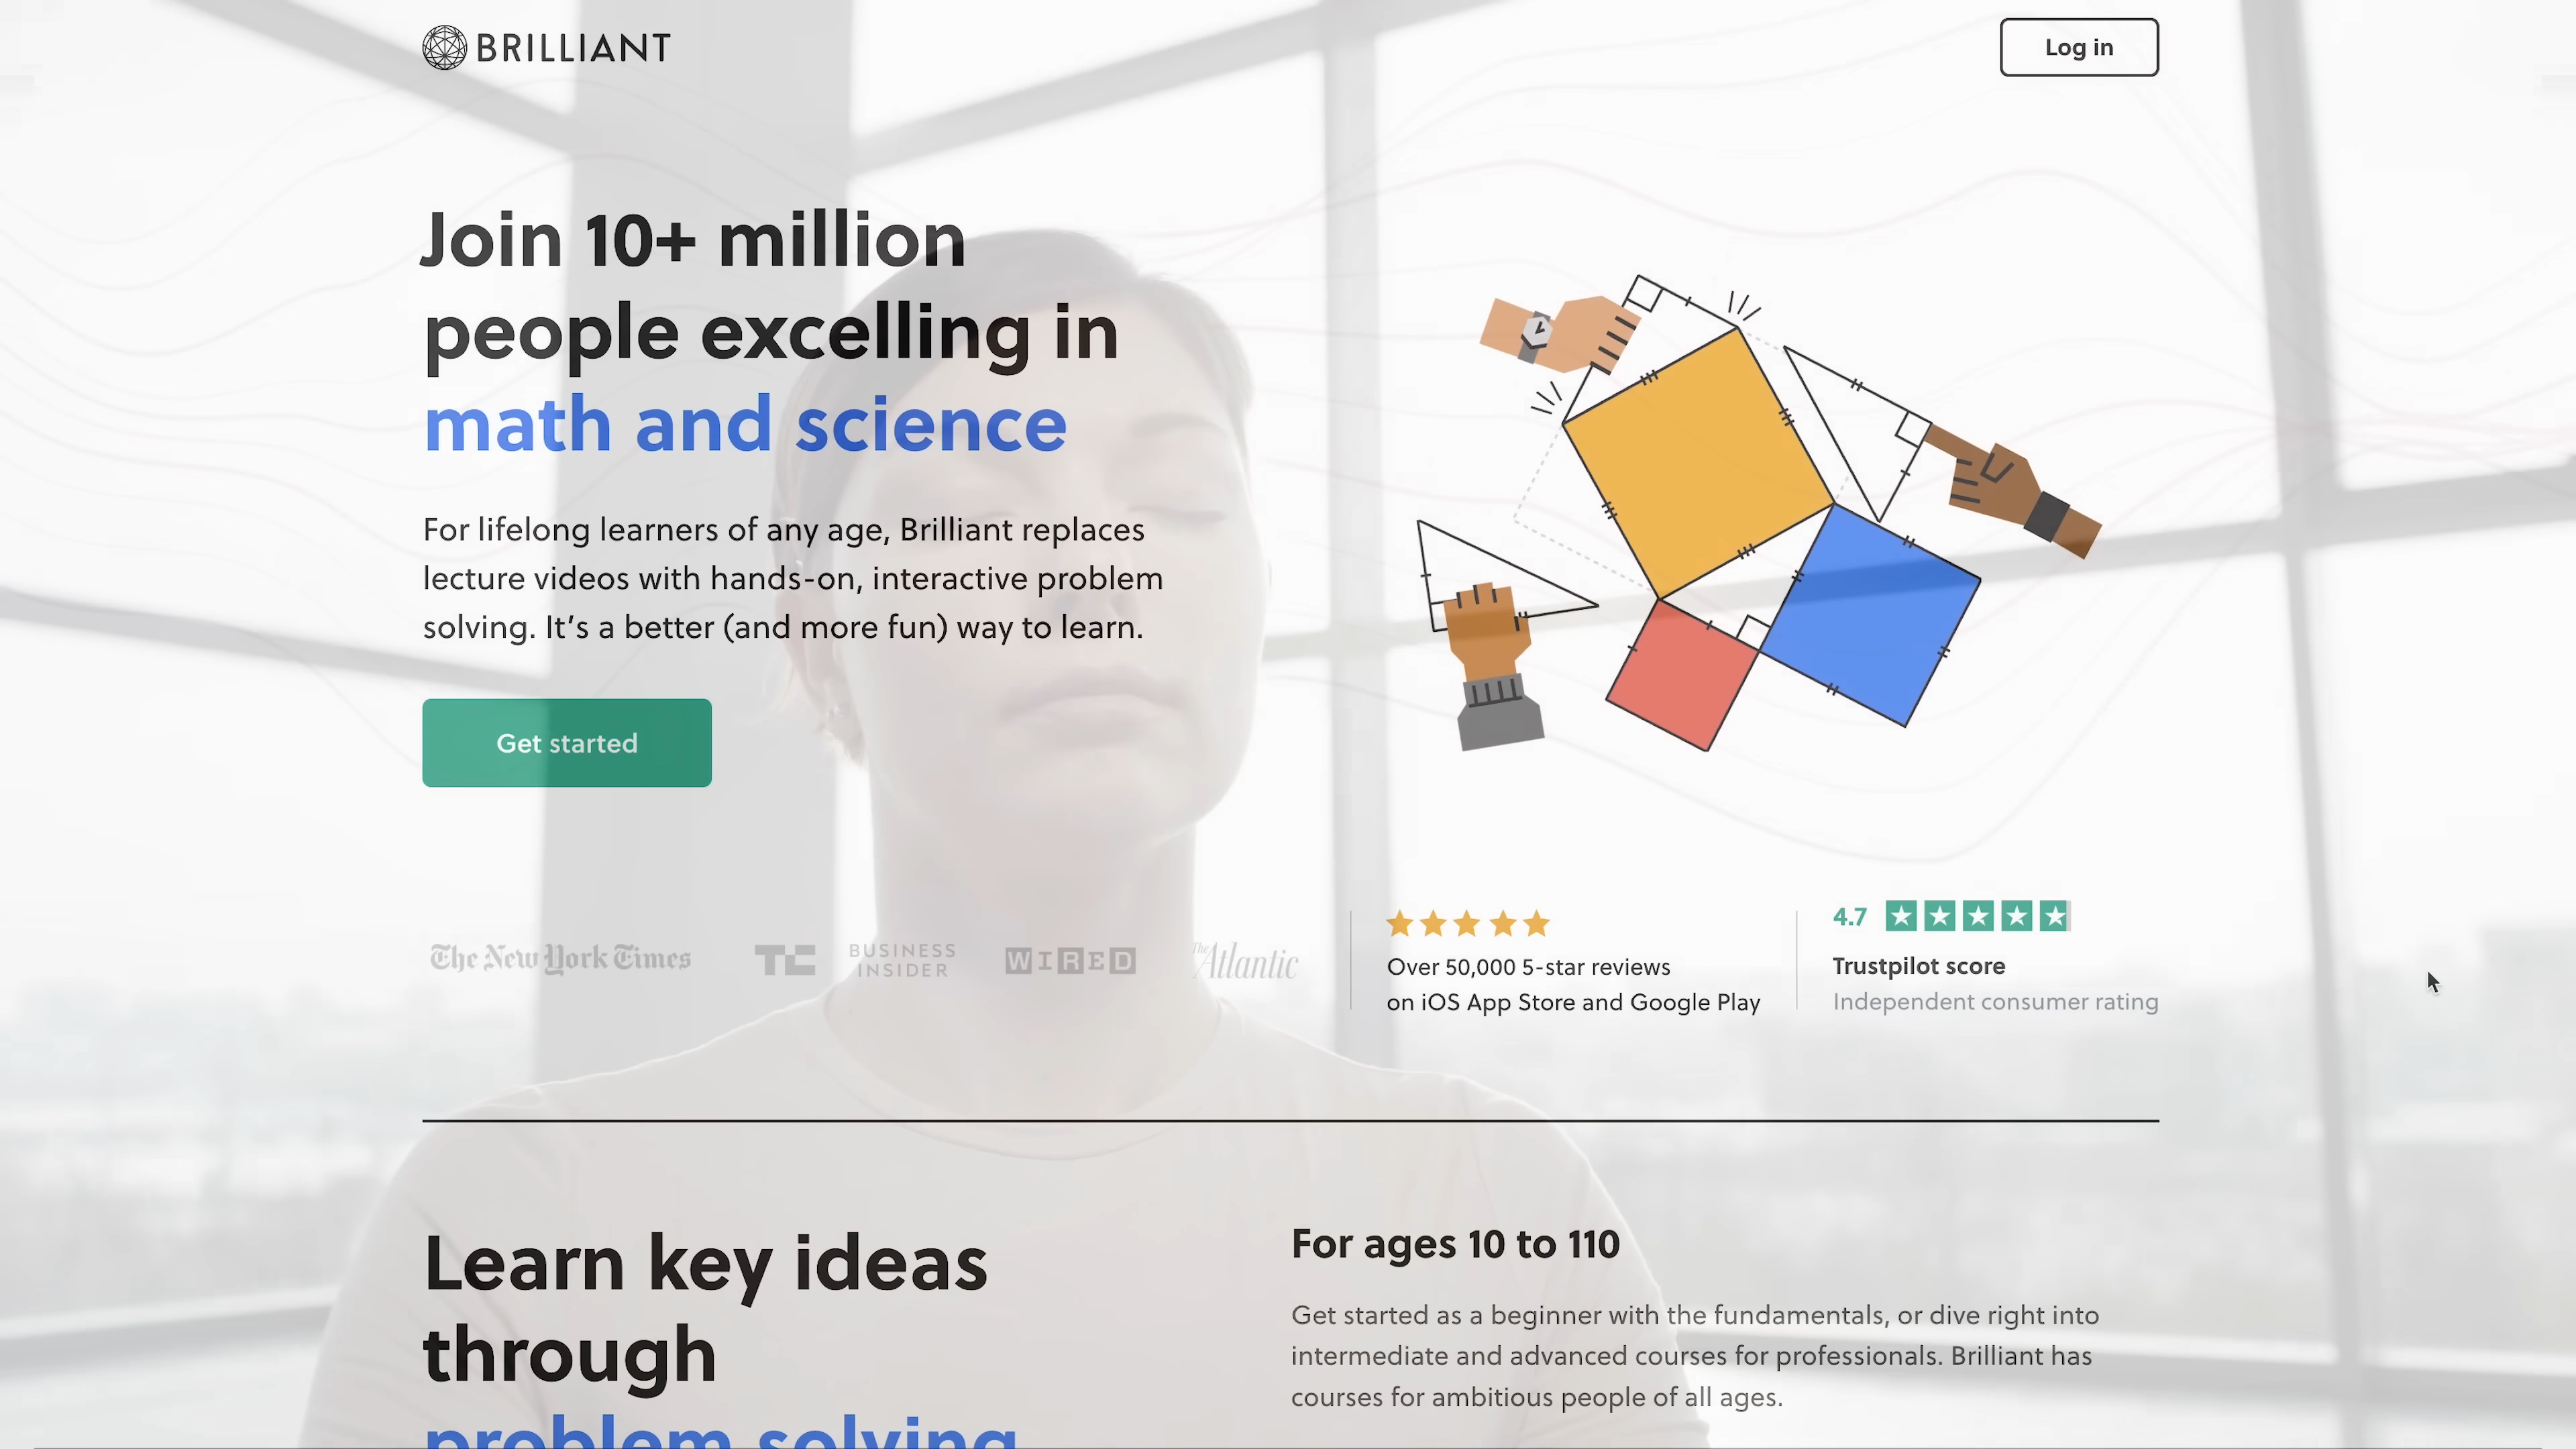 BRILLIANT
Log in
Join 10+ million
people excelling in
math and science
For lifelong learners of any age, Brilliant replaces
lecture videos with hands-on, interactive problem
solving. It’s a better (and more fun) way to learn.
Get started
The New York Times
TC
BUSINESS
INSIDER
WIRED
The Atlantic
Over 50,000 5-star reviews
on iOS App Store and Google Play
4.7
Trustpilot score
Independent consumer rating
Learn key ideas
through
problem solving
For ages 10 to 110
Get started as a beginner with the fundamentals, or dive right into
intermediate and advanced courses for professionals. Brilliant has
courses for ambitious people of all ages.